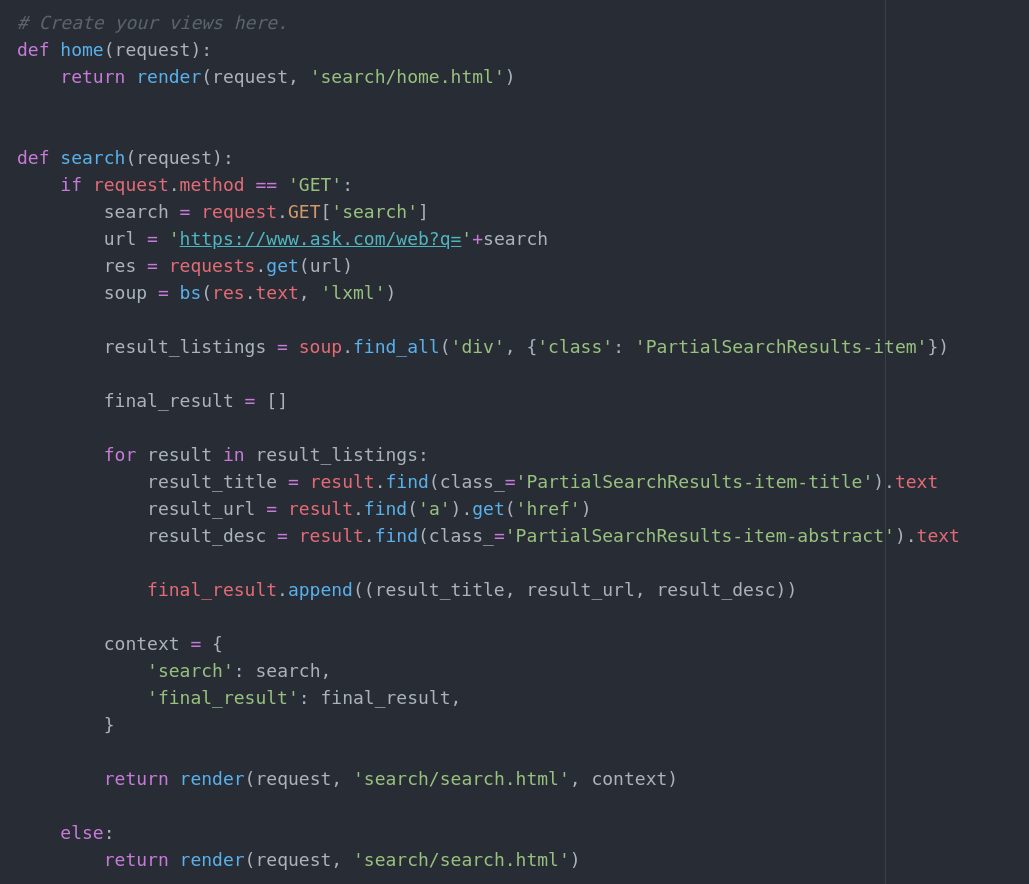 # Create your views here.
def home(request):
    return render(request, 'search/home.html')


def search(request):
    if request.method == 'GET':
        search = request.GET['search']
        url = 'https://www.ask.com/web?q='+search
        res = requests.get(url)
        soup = bs(res.text, 'lxml')

        result_listings = soup.find_all('div', {'class': 'PartialSearchResults-item'})

        final_result = []

        for result in result_listings:
            result_title = result.find(class_='PartialSearchResults-item-title').text
            result_url = result.find('a').get('href')
            result_desc = result.find(class_='PartialSearchResults-item-abstract').text

            final_result.append((result_title, result_url, result_desc))

        context = {
            'search': search,
            'final_result': final_result,
        }

        return render(request, 'search/search.html', context)

    else:
        return render(request, 'search/search.html')